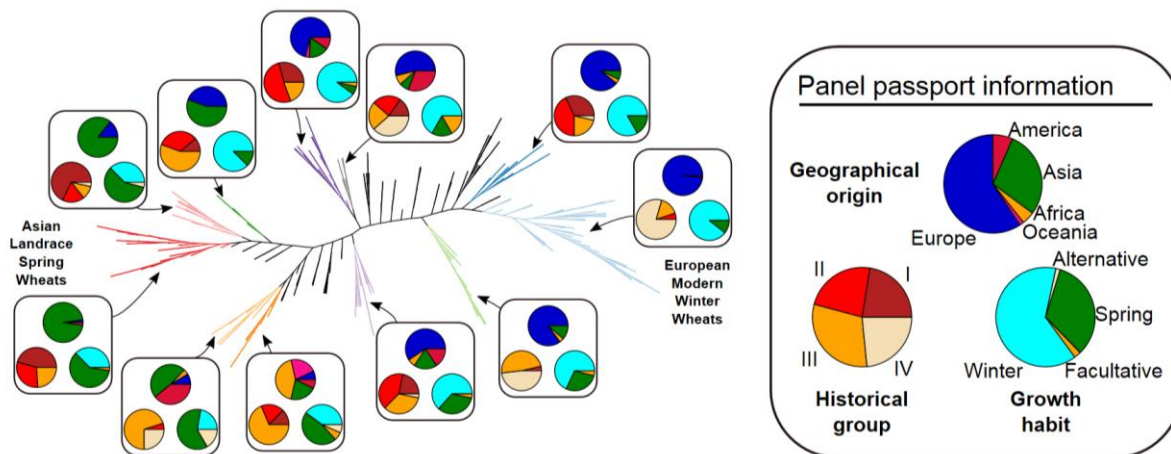 Asian
Landrace
Spring
Wheats
European
Modern
Winter
Wheats
Panel passport information
Geographical
origin
America
Asia
Africa
Oceania
Europe
II
I
III
IV
Historical
group
Alternative
Spring
Winter
Facultative
Growth
habit